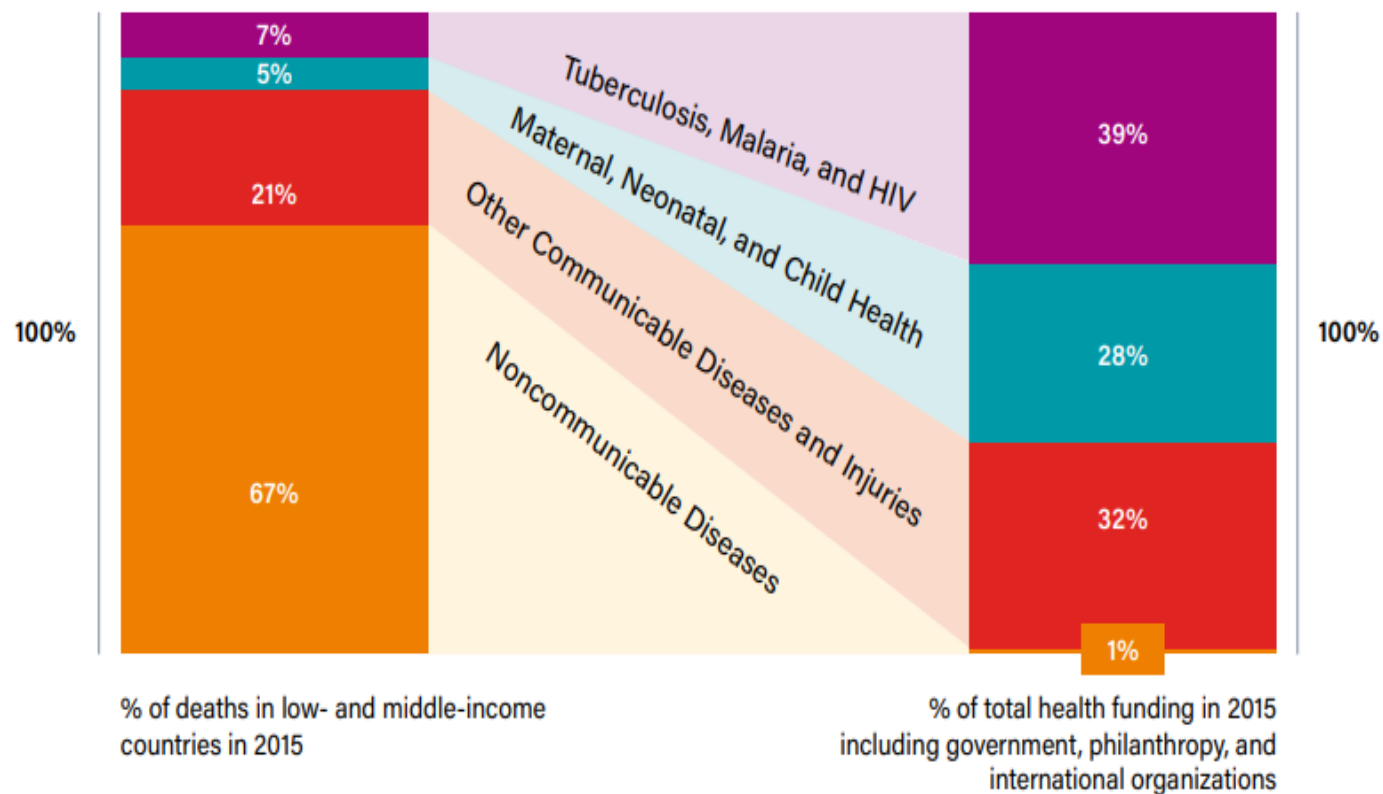 7%
5%
21%
67%
100%
Tuberculosis, Malaria, and HIV
Maternal, Neonatal, and Child Health
Other Communicable Diseases and Injuries
Noncommunicable Diseases
39%
28%
32%
1%
100%
% of deaths in low- and middle-income
countries in 2015
% of total health funding in 2015
including government, philanthropy, and
international organizations